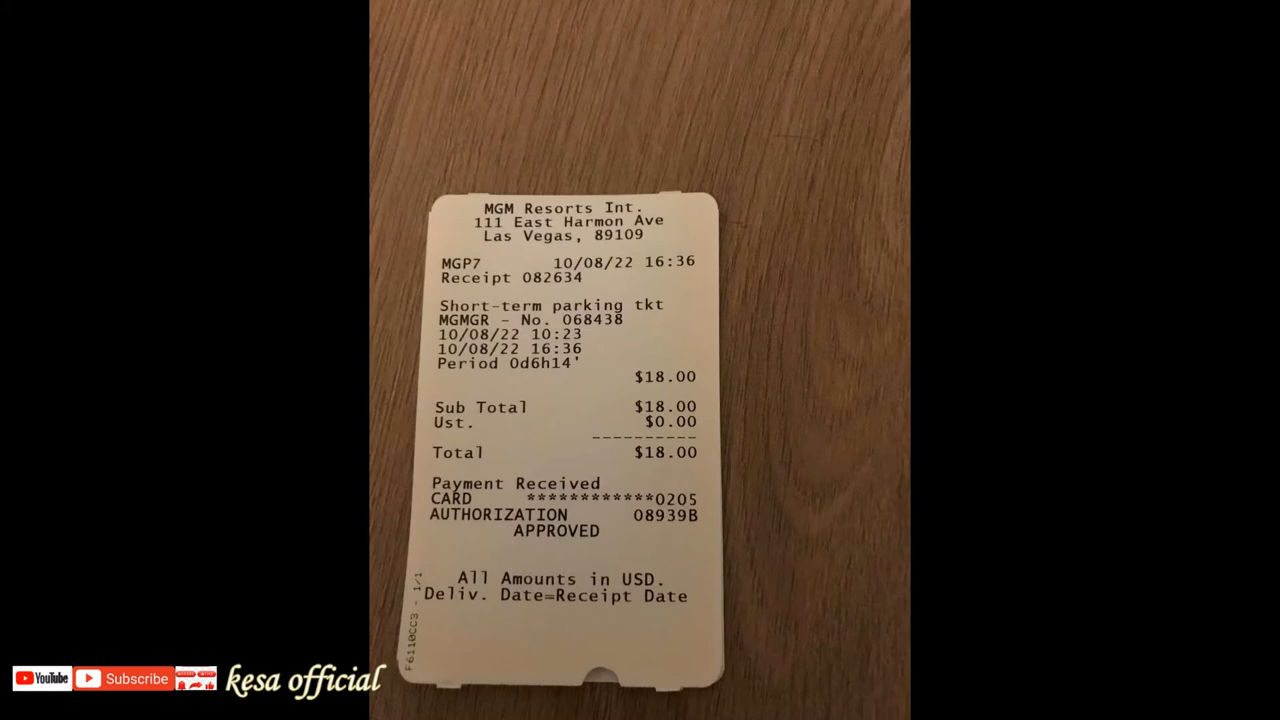 MGM Resorts Int.
111 East Harmon Ave
Las Vegas, 89109
MGP7 10/08/22 16:36
Receipt 082634
Short-term parking tkt
MGMGR - No. 068438
10/08/22 10:23
10/08/22 16:36
Period 0d6h14'
$18.00
Sub Total $18.00
Ust. $0.00
----------
Total $18.00
Payment Received
CARD ************0205
AUTHORIZATION 08939B
APPROVED
All Amounts in USD.
Deliv. Date=Receipt Date
F6110CC3 - 1/1
YouTube Subscribe kesa official